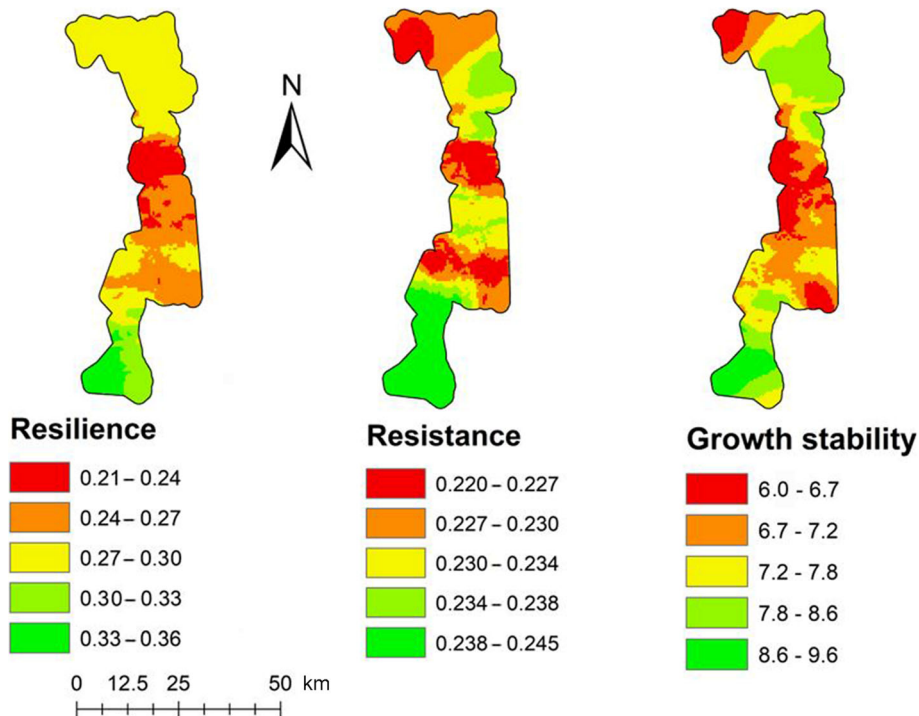 N
Resilience
0.21 – 0.24
0.24 – 0.27
0.27 – 0.30
0.30 – 0.33
0.33 – 0.36
0 12.5 25 50 km
Resistance
0.220 – 0.227
0.227 – 0.230
0.230 – 0.234
0.234 – 0.238
0.238 – 0.245
Growth stability
6.0 - 6.7
6.7 - 7.2
7.2 - 7.8
7.8 - 8.6
8.6 - 9.6